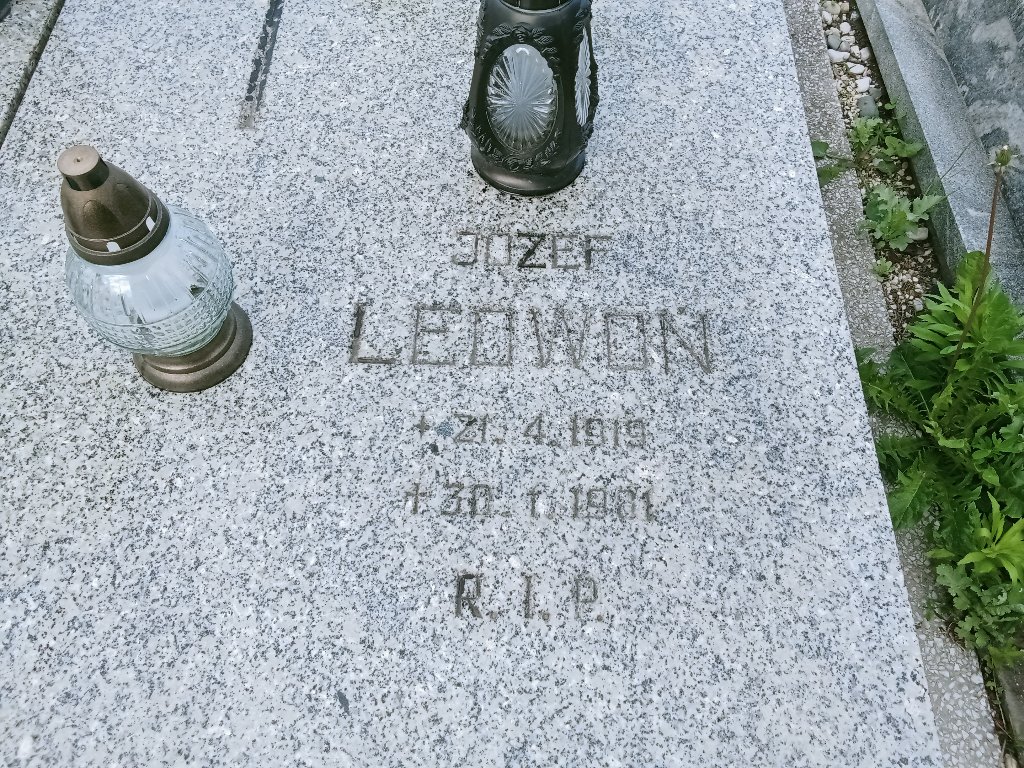 JOZEF
LEDWON
* 21. 4. 1919
+ 30. 1. 1981
R. I. P.